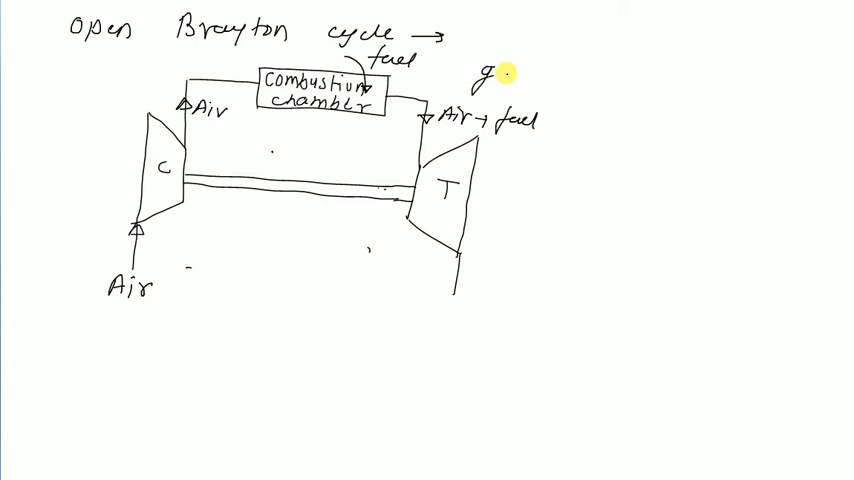 Open Brayton cycle →
fuel
combustion
chamber
g
Air
Air + fuel
C
T
Air